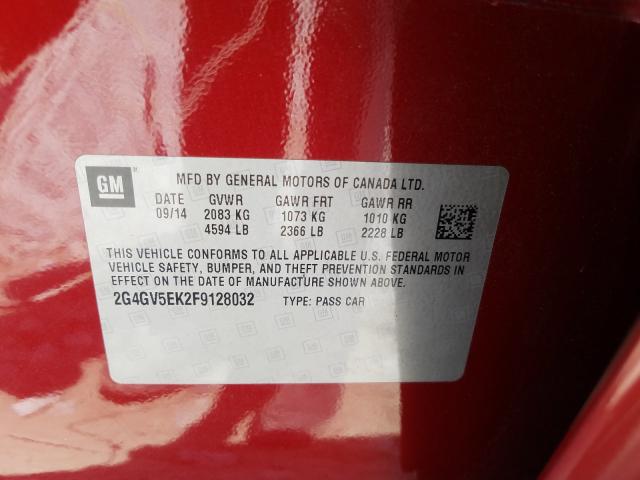 GM
MFD BY GENERAL MOTORS OF CANADA LTD.
DATE GVWR GAWR FRT GAWR RR
09/14 2083 KG 1073 KG 1010 KG
4594 LB 2366 LB 2228 LB
THIS VEHICLE CONFORMS TO ALL APPLICABLE U.S. FEDERAL MOTOR
VEHICLE SAFETY, BUMPER, AND THEFT PREVENTION STANDARDS IN
EFFECT ON THE DATE OF MANUFACTURE SHOWN ABOVE.
2G4GV5EK2F9128032 TYPE: PASS CAR